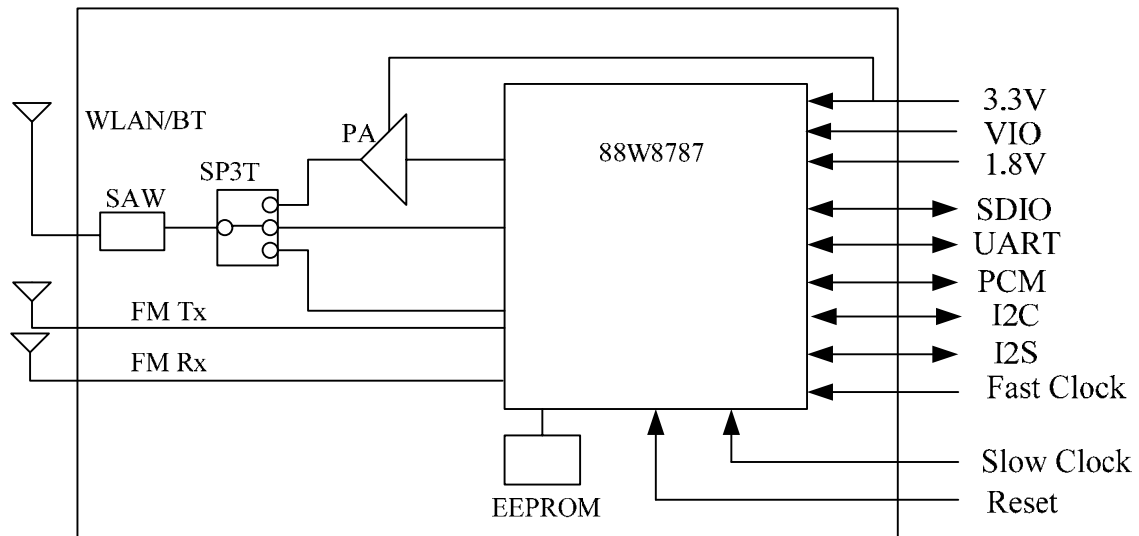 WLAN/BT
PA
SP3T
SAW
88W8787
FM Tx
FM Rx
EEPROM
3.3V
VIO
1.8V
SDIO
UART
PCM
I2C
I2S
Fast Clock
Slow Clock
Reset